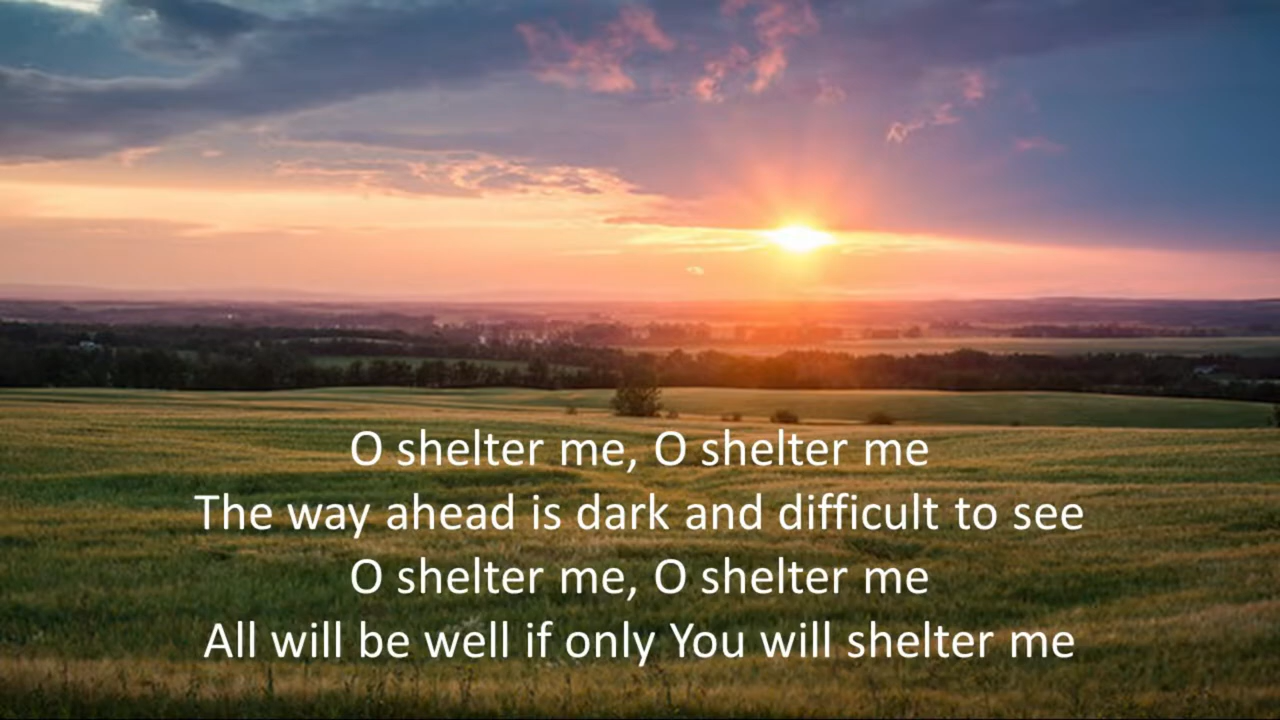 O shelter me, O shelter me
The way ahead is dark and difficult to see
O shelter me, O shelter me
All will be well if only You will shelter me